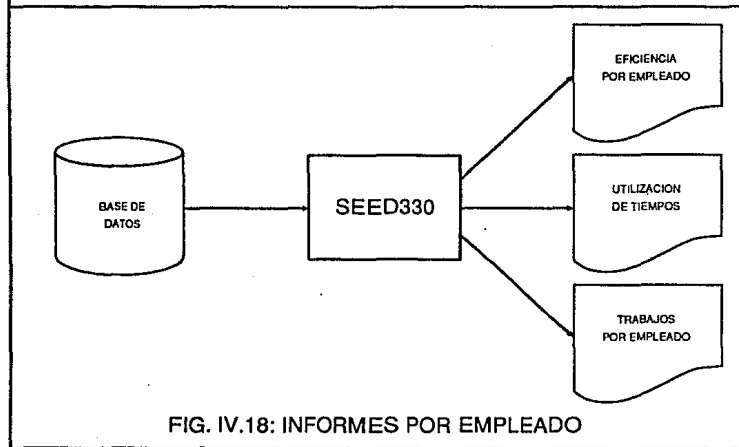 EFICIENCIA
POR EMPLEADO
BASE DE
DATOS
SEED330
UTILIZACION
DE TIEMPOS
TRABAJOS
POR EMPLEADO
FIG. IV.18: INFORMES POR EMPLEADO